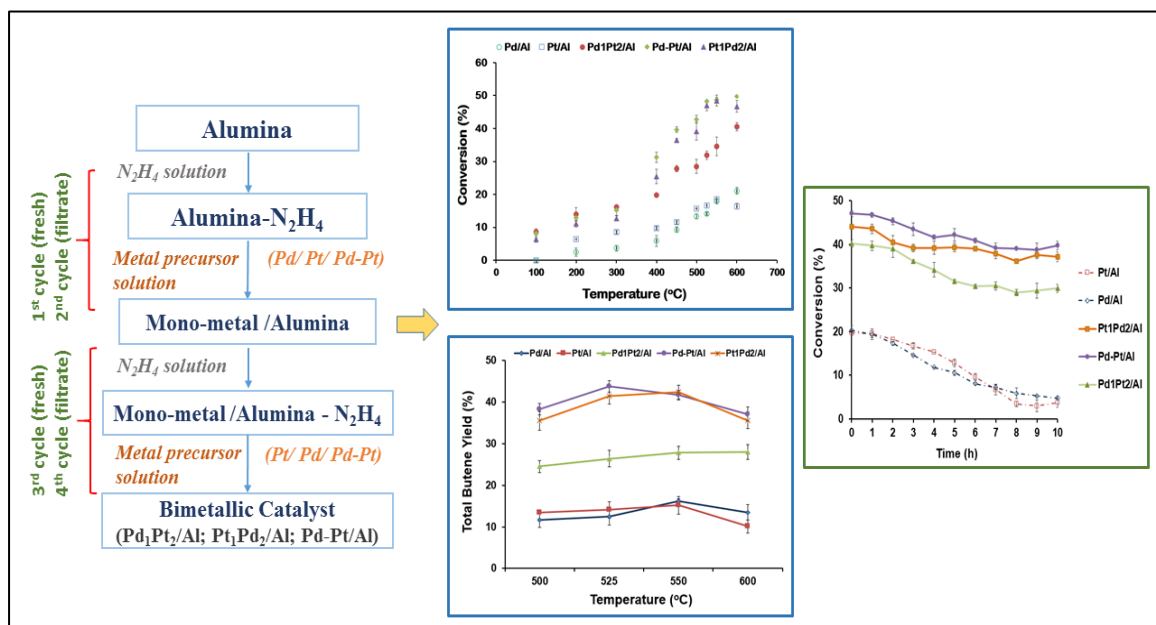 Alumina
N₂H₄ solution
Alumina-N₂H₄
Metal precursor
solution
(Pd/ Pt/ Pd-Pt)
Mono-metal /Alumina
N₂H₄ solution
Mono-metal /Alumina - N₂H₄
Metal precursor
solution
(Pt/ Pd/ Pd-Pt)
Bimetallic Catalyst
(Pd₁Pt₂/Al; Pt₁Pd₂/Al; Pd-Pt/Al)
1st cycle (fresh)
2nd cycle (filtrate)
3rd cycle (fresh)
4th cycle (filtrate)
Pd/Al Pt/Al Pd1Pt2/Al Pd-Pt/Al Pt1Pd2/Al
Conversion (%)
60
50
40
30
20
10
0
0 100 200 300 400 500 600 700
Temperature (oC)
Pd/Al Pt/Al Pd1Pt2/Al Pd-Pt/Al Pt1Pd2/Al
Total Butene Yield (%)
50
40
30
20
10
0
500 525 550 600
Temperature (oC)
Conversion (%)
50
40
30
20
10
0
0 1 2 3 4 5 6 7 8 9 10
Time (h)
Pt/Al
Pd/Al
Pt1Pd2/Al
Pd-Pt/Al
Pd1Pt2/Al